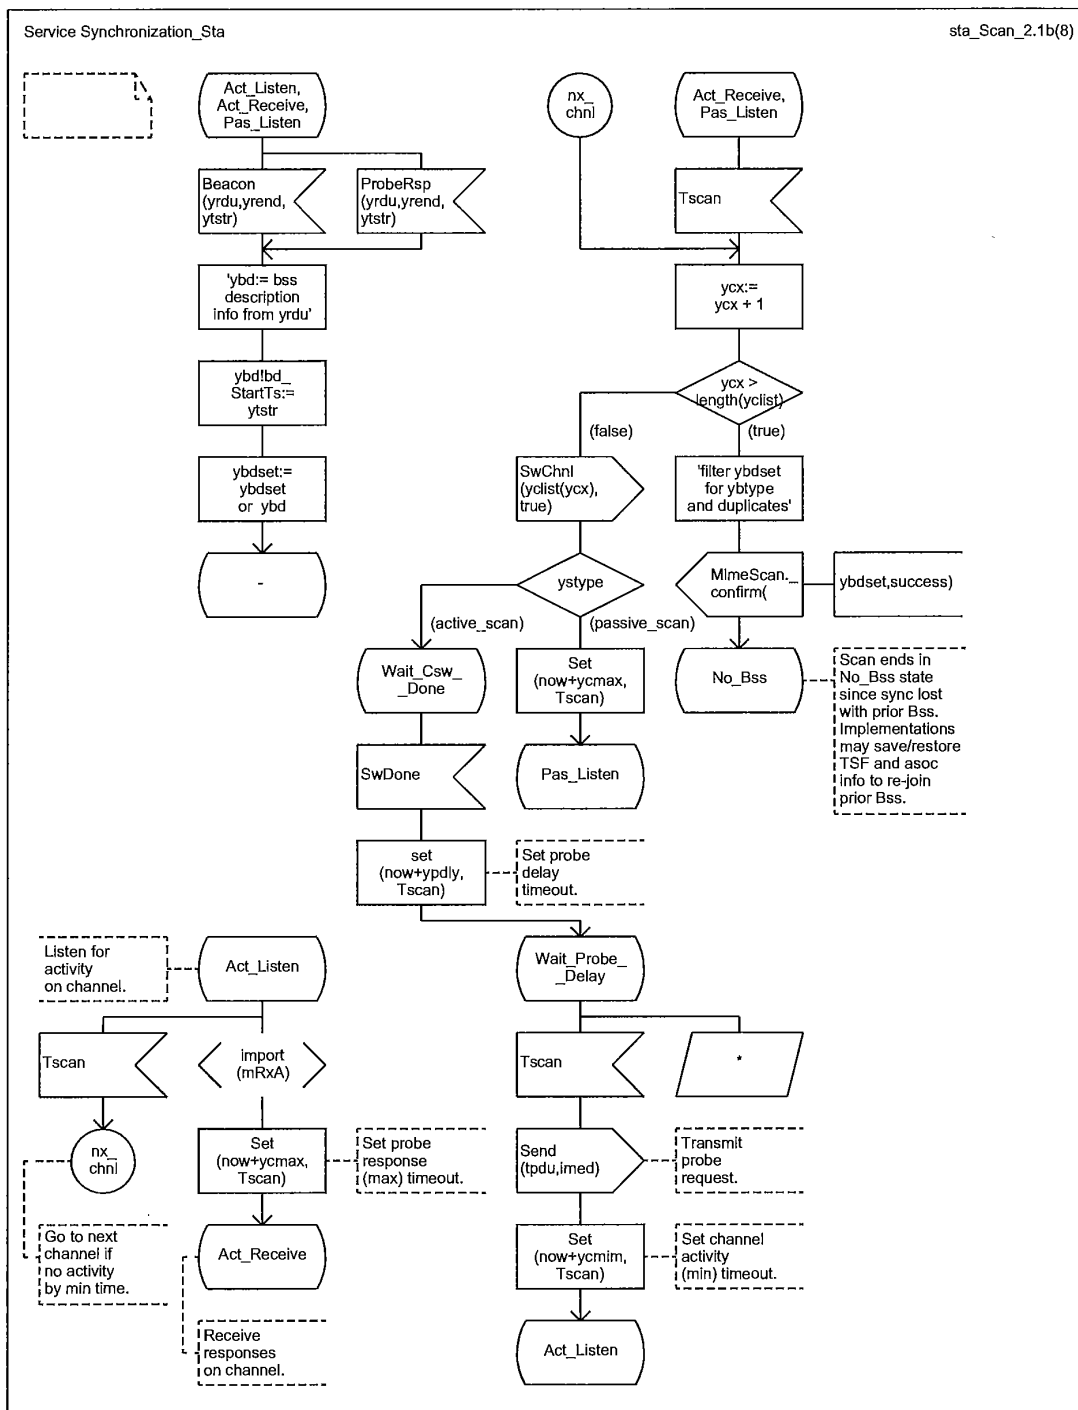 Service Synchronization_Sta
sta_Scan_2.1b(8)
Act_Listen,
Act_Receive,
Pas_Listen
Beacon
(yrdu,yrend,
ytstr)
ProbeRsp
(yrdu,yrend,
ytstr)
'ybd:= bss
description
info from yrdu'
ybd!bd_
StartTs:=
ytstr
ybdset:=
ybdset
or ybd
-
nx_
chnl
Act_Receive,
Pas_Listen
Tscan
ycx:=
ycx + 1
ycx >
length(yclist)
(false)
(true)
SwChnl
(yclist(ycx),
true)
'filter ybdset
for ybtype
and duplicates'
ystype
MlmeScan._
confirm(
ybdset,success)
(active_scan)
(passive_scan)
Wait_Csw_
_Done
Set
(now+ycmax,
Tscan)
No_Bss
Scan ends in
No_Bss state
since sync lost
with prior Bss.
Implementations
may save/restore
TSF and asoc
info to re-join
prior Bss.
SwDone
Pas_Listen
set
(now+ypdly,
Tscan)
Set probe
delay
timeout.
Listen for
activity
on channel.
Act_Listen
Wait_Probe_
_Delay
Tscan
import
(mRxA)
Tscan
*
nx_
chnl
Set
(now+ycmax,
Tscan)
Set probe
response
(max) timeout.
Send
(tpdu,imed)
Transmit
probe
request.
Go to next
channel if
no activity
by min time.
Act_Receive
Set
(now+ycmim,
Tscan)
Set channel
activity
(min) timeout.
Receive
responses
on channel.
Act_Listen